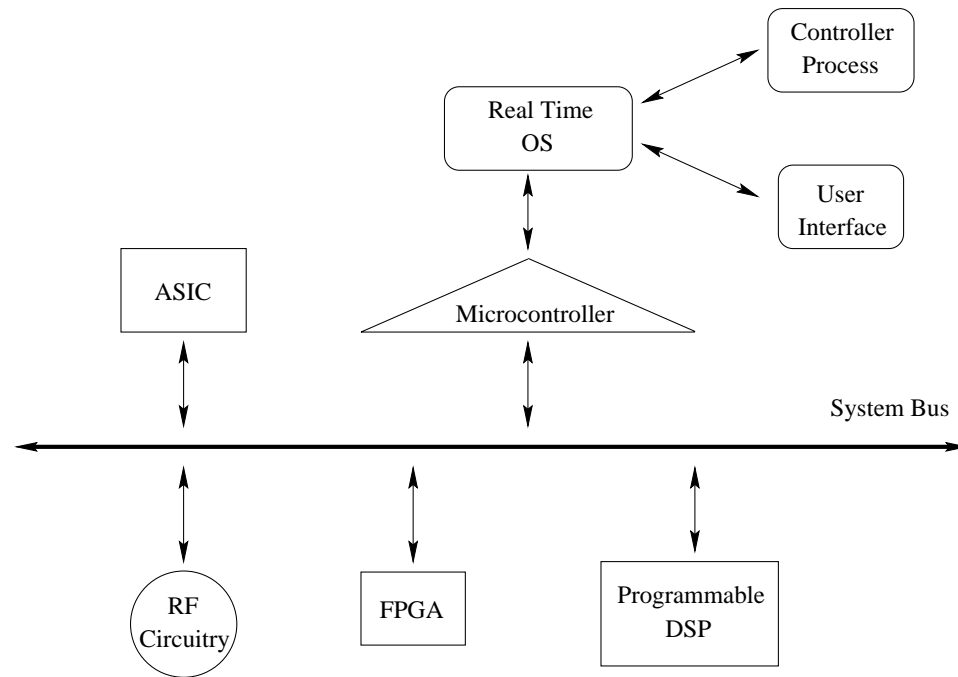 Controller
Process
Real Time
OS
User
Interface
ASIC
Microcontroller
System Bus
RF
Circuitry
FPGA
Programmable
DSP